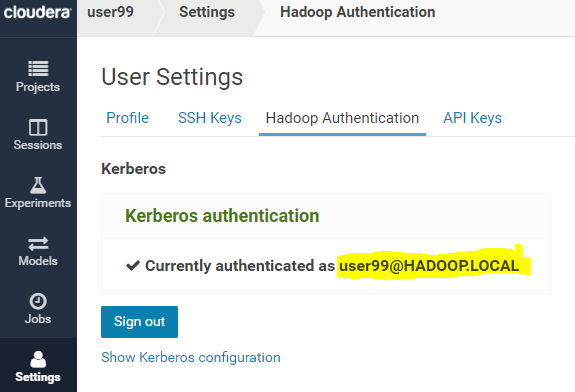 cloudera
user99 Settings Hadoop Authentication
Projects
Sessions
Experiments
Models
Jobs
Settings
User Settings
Profile SSH Keys Hadoop Authentication API Keys
Kerberos
Kerberos authentication
✔ Currently authenticated as user99@HADOOP.LOCAL
Sign out
Show Kerberos configuration